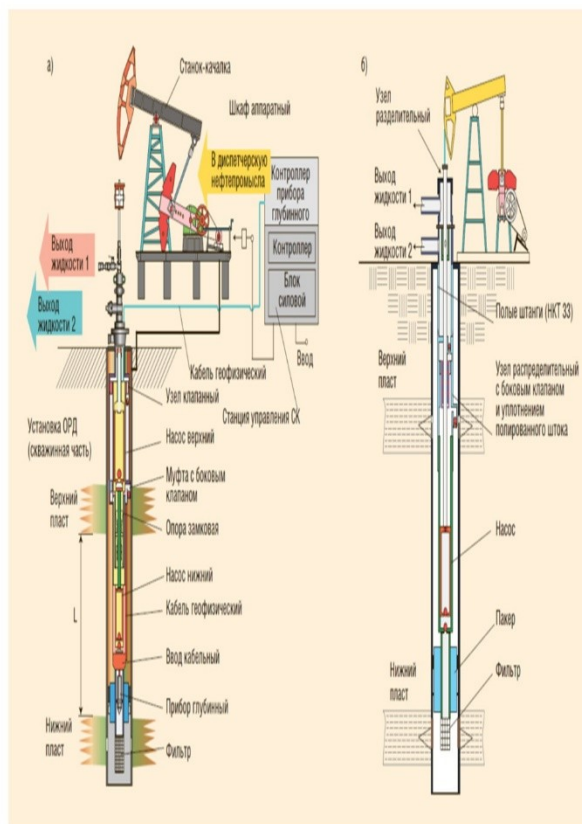 а)
Станок-качалка
Шкаф аппаратный
В диспетчерскую
нефтепромысла
Контроллер
прибора
глубинного
Контроллер
Блок
силовой
Ввод
Выход
жидкости 1
Выход
жидкости 2
Кабель геофизический
Станция управления СК
Узел клапанный
Установка ОРД
(скважинная часть)
Насос верхний
Муфта с боковым
клапаном
Верхний
пласт
Опора замковая
L
Насос нижний
Кабель геофизический
Ввод кабельный
Прибор глубинный
Нижний
пласт
Фильтр
б)
Узел
разделительный
Выход
жидкости 1
Выход
жидкости 2
Полые штанги (НКТ 33)
Верхний
пласт
Узел распределительный
с боковым клапаном
и уплотнением
полированного штока
Насос
Пакер
Нижний
пласт
Фильтр